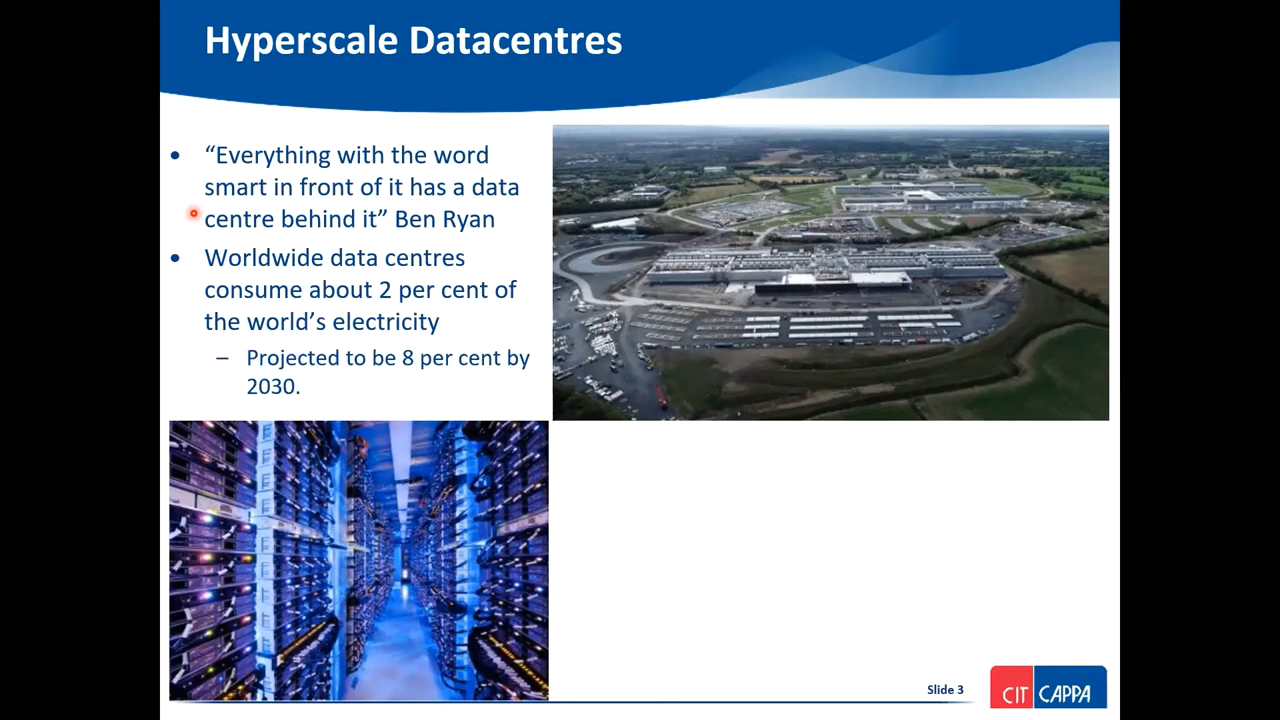 Hyperscale Datacentres
• “Everything with the word
smart in front of it has a data
centre behind it” Ben Ryan
• Worldwide data centres
consume about 2 per cent of
the world’s electricity
– Projected to be 8 per cent by
2030.
Slide 3
CIT CAPPA